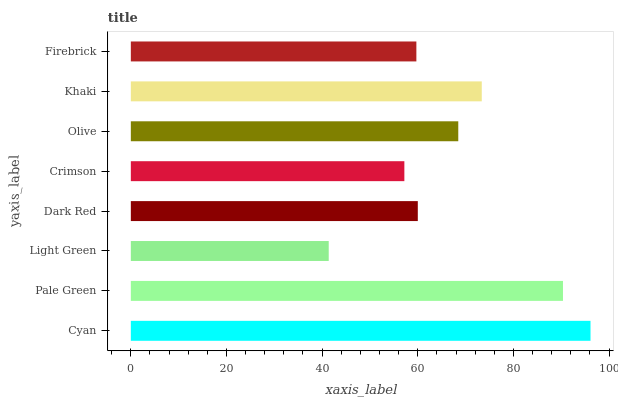 title
yaxis_label
Firebrick
Khaki
Olive
Crimson
Dark Red
Light Green
Pale Green
Cyan
0 20 40 60 80 100
xaxis_label